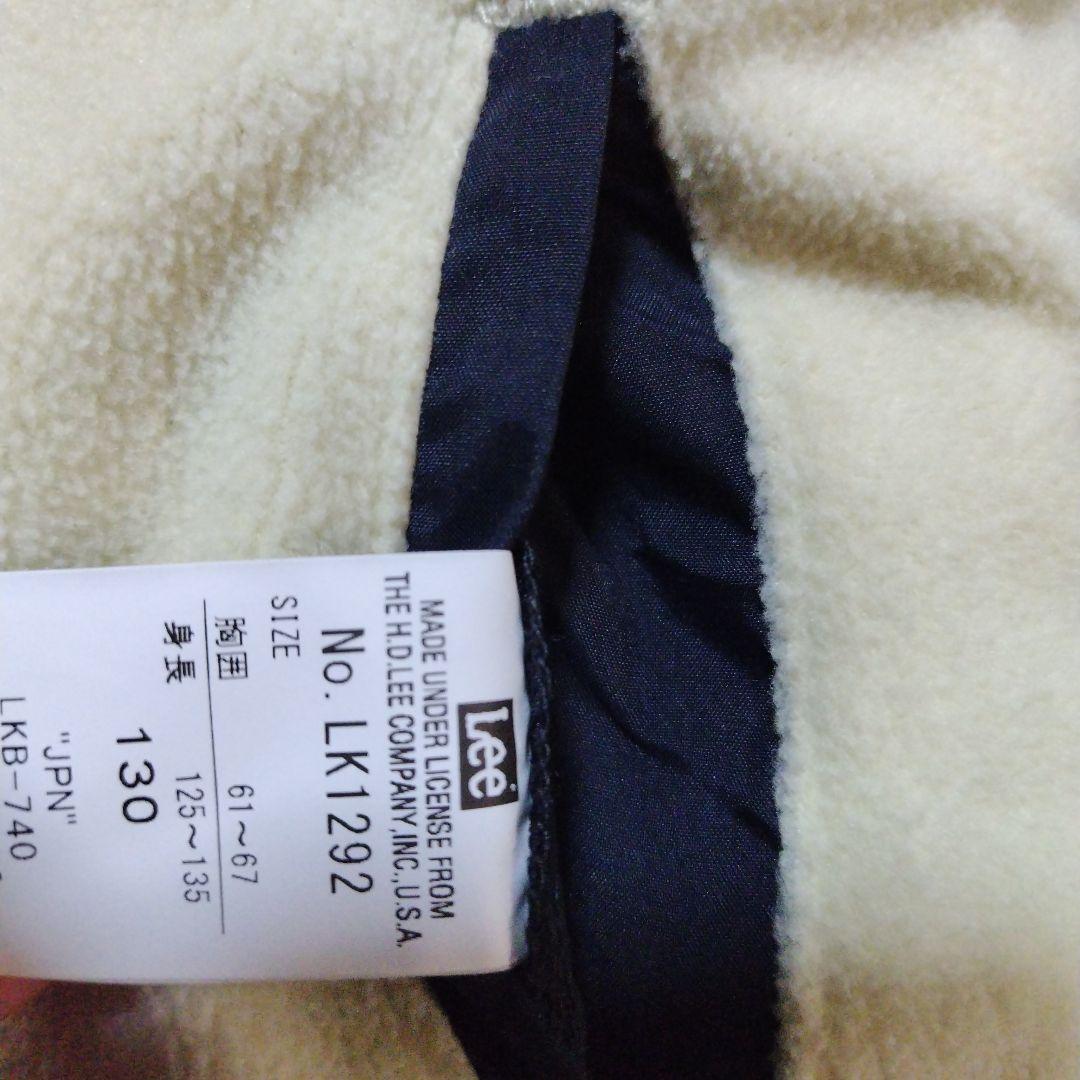 Lee
MADE UNDER LICENSE FROM
THE H.D.LEE COMPANY,INC.,U.S.A.
No. LK1292
SIZE
胸囲 61～67
身長 125～135
130
"JPN"
LKB-740